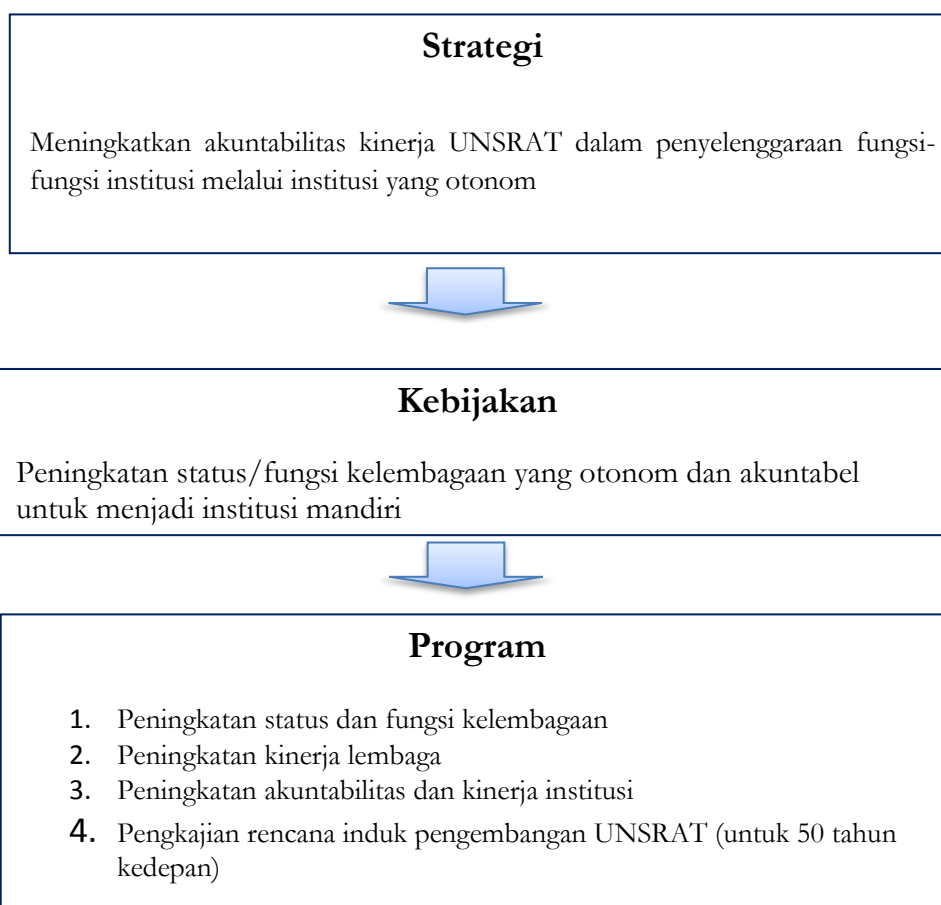 Strategi
Meningkatkan akuntabilitas kinerja UNSRAT dalam penyelenggaraan fungsi-
fungsi institusi melalui institusi yang otonom
Kebijakan
Peningkatan status/fungsi kelembagaan yang otonom dan akuntabel
untuk menjadi institusi mandiri
Program
1. Peningkatan status dan fungsi kelembagaan
2. Peningkatan kinerja lembaga
3. Peningkatan akuntabilitas dan kinerja institusi
4. Pengkajian rencana induk pengembangan UNSRAT (untuk 50 tahun
kedepan)